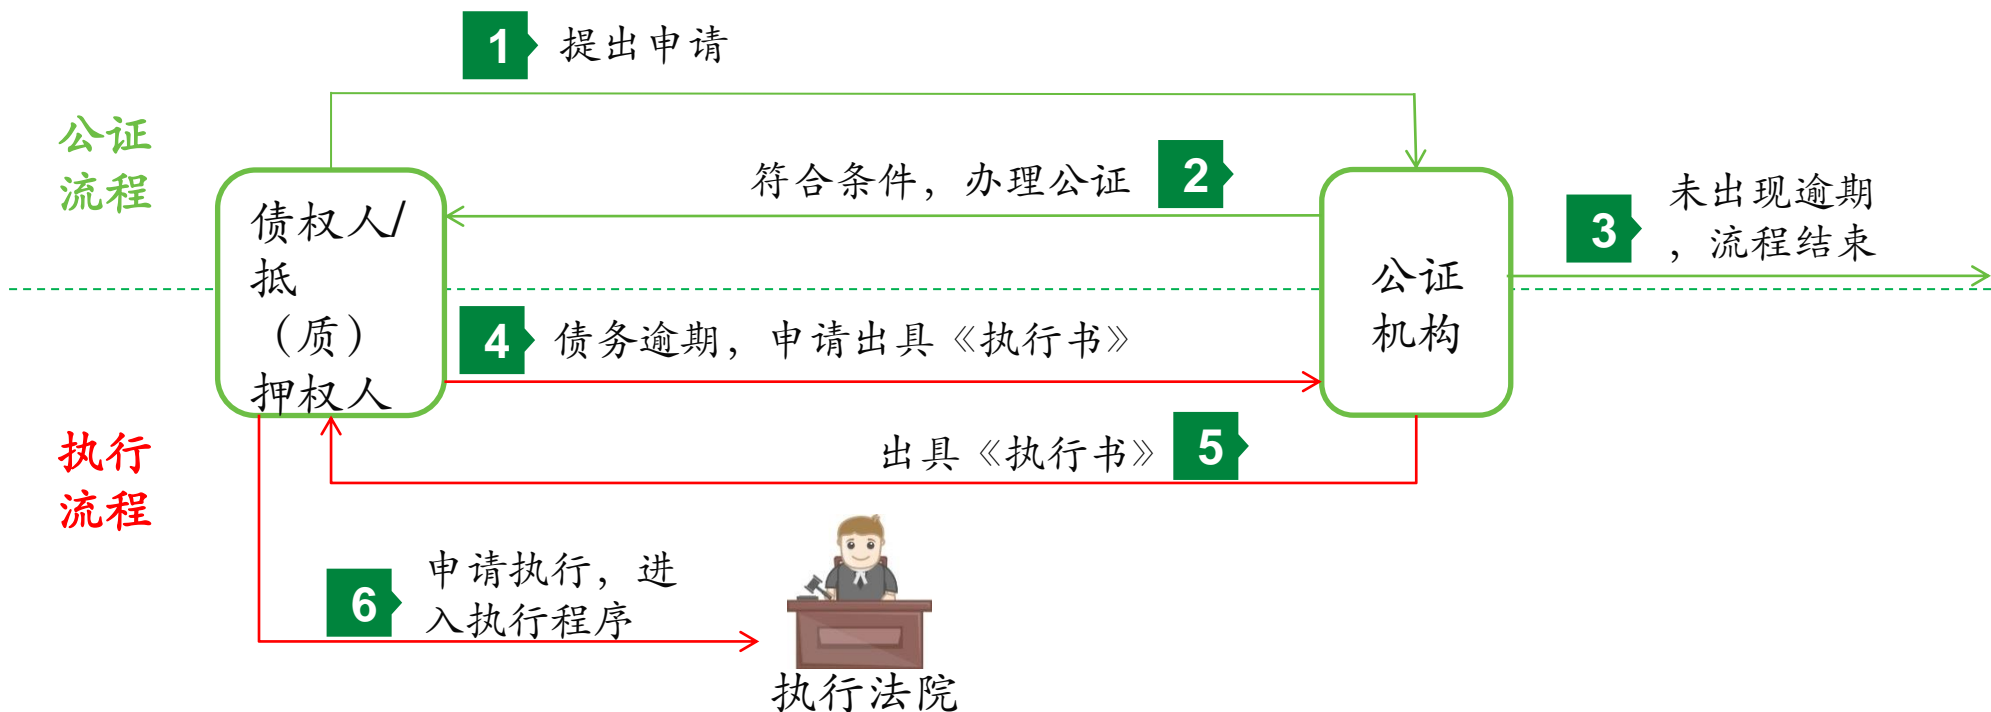 1 提出申请
公证
流程
符合条件，办理公证 2
债权人/
抵
（质）
押权人
公证
机构
3 未出现逾期
，流程结束
4 债务逾期，申请出具《执行书》
执行
流程
出具《执行书》 5
6 申请执行，进
入执行程序
执行法院